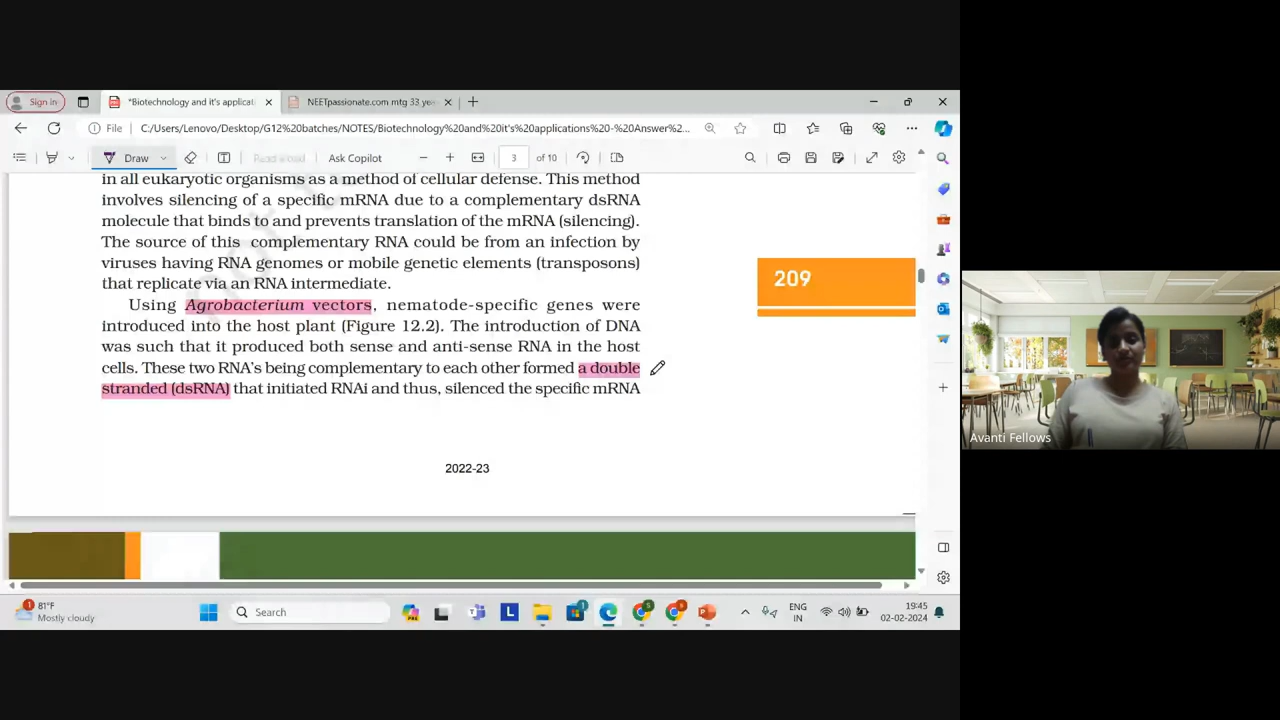 Sign in
*Biotechnology and it's applicati
NEETpassionate.com mtg 33 ye
File
C:/Users/Lenovo/Desktop/G12%20batches/NOTES/Biotechnology%20and%20it's%20applications%20-%20Answer%2...
Draw
Read aloud
Ask Copilot
3
of 10
in all eukaryotic organisms as a method of cellular defense. This method
involves silencing of a specific mRNA due to a complementary dsRNA
molecule that binds to and prevents translation of the mRNA (silencing).
The source of this complementary RNA could be from an infection by
viruses having RNA genomes or mobile genetic elements (transposons)
that replicate via an RNA intermediate.
209
Using Agrobacterium vectors, nematode-specific genes were
introduced into the host plant (Figure 12.2). The introduction of DNA
was such that it produced both sense and anti-sense RNA in the host
cells. These two RNA's being complementary to each other formed a double
stranded (dsRNA) that initiated RNAi and thus, silenced the specific mRNA
2022-23
Avanti Fellows
81°F
Mostly cloudy
Search
ENG
IN
19:45
02-02-2024